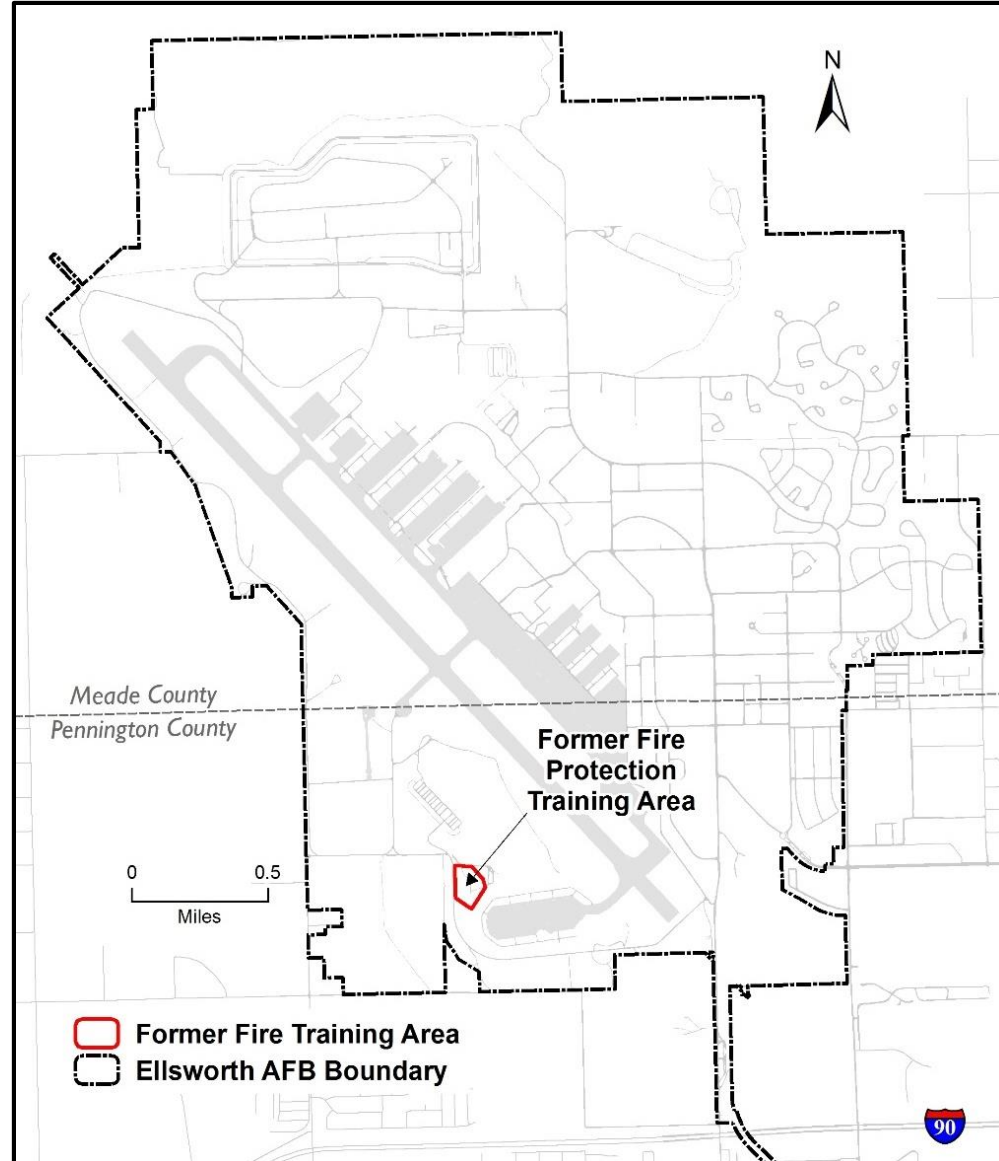 N
Meade County
Pennington County
Former Fire
Protection
Training Area
0 0.5
Miles
Former Fire Training Area
Ellsworth AFB Boundary
90